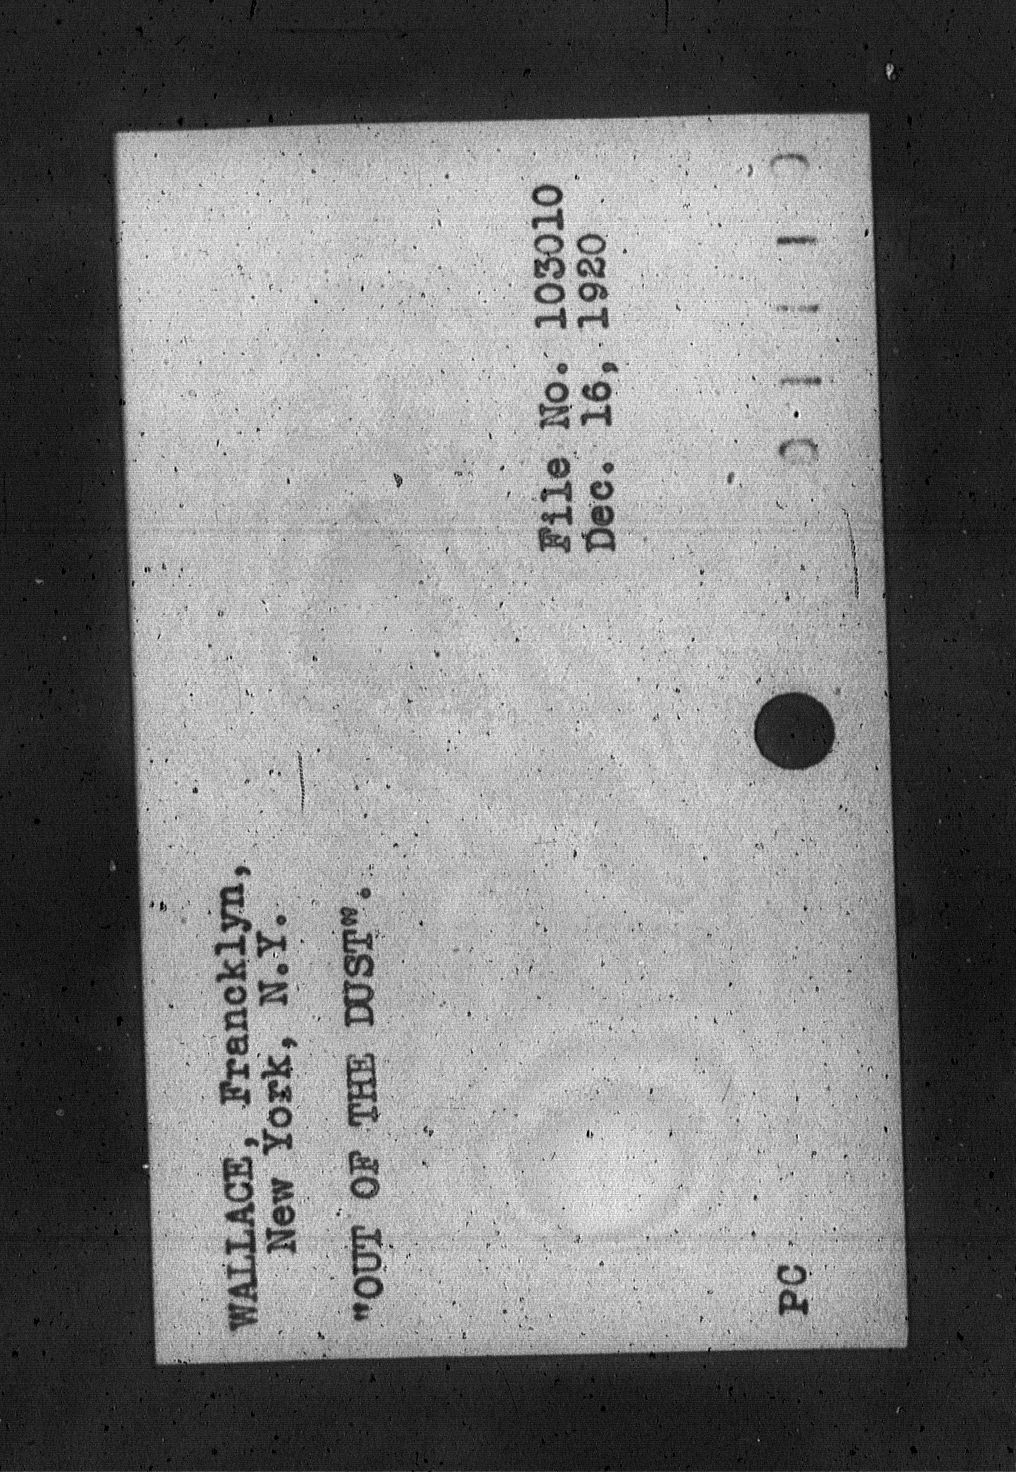 WALLACE, Francklyn,
New York, N.Y.
"OUT OF THE DUST".
File No. 103010
Dec. 16, 1920
PC